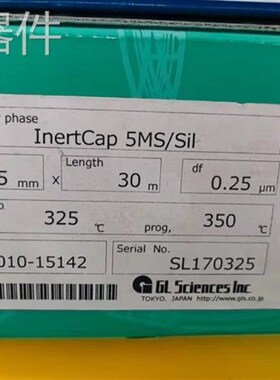 器件
phase
InertCap 5MS/Sil
5 mm x Length 30 m df 0.25 µm
325 ℃ prog. 350 ℃
010-15142 Serial No. SL170325
GL Sciences Inc
TOKYO, JAPAN http://www.gls.co.jp